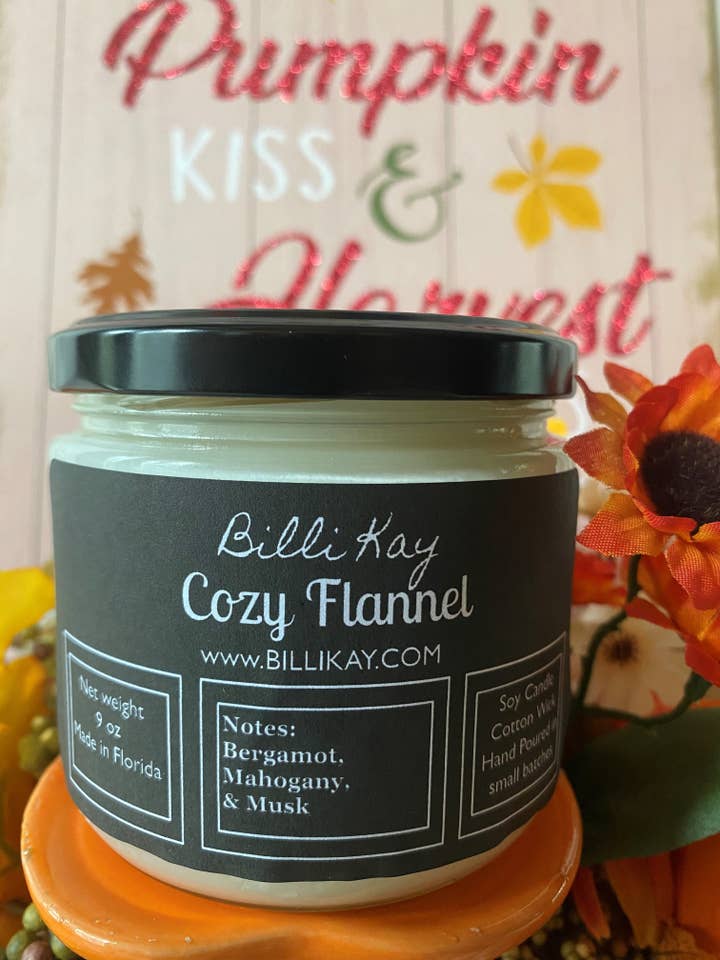 Pumpkin
KISS &
Harvest
Billi Kay
Cozy Flannel
www.BILLIKAY.COM
Net weight
9 oz
Made in Florida
Notes:
Bergamot,
Mahogany,
& Musk
Soy Candle
Cotton Wick
Hand Poured in
small batches